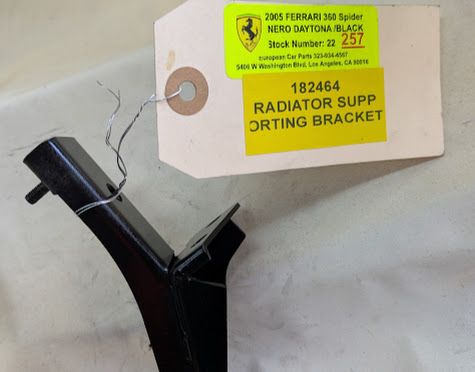 2005 FERRARI 360 Spider
NERO DAYTONA /BLACK
Stock Number: 22 257
European Car Parts 323-934-4567
5406 W Washington Blvd, Los Angeles, CA 90016
182464
RADIATOR SUPP
ORTING BRACKET